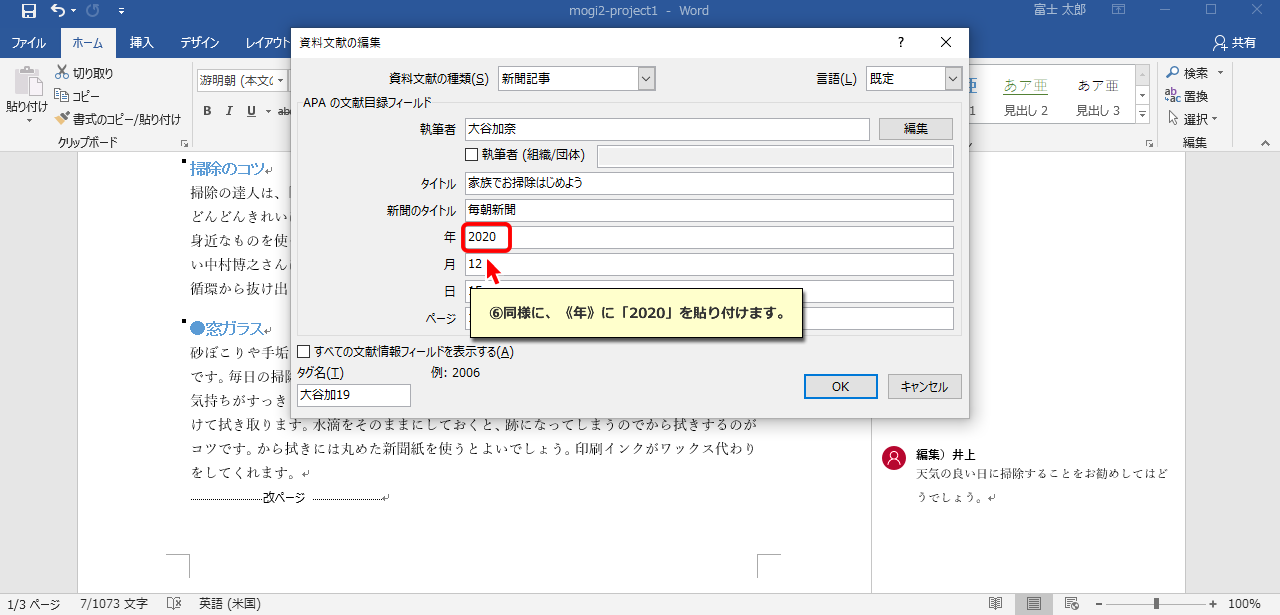 mogi2-project1 - Word
富士 太郎
ファイル
ホーム
挿入
デザイン
レイアウト
共有
貼り付け
切り取り
コピー
書式のコピー/貼り付け
クリップボード
游明朝 (本文の
B I U abc
亜
あア亜
あア亜
1
見出し 2
見出し 3
検索
置換
選択
編集
資料文献の編集
資料文献の種類(S)
新聞記事
言語(L)
既定
APA の文献目録フィールド
執筆者
大谷加奈
編集
執筆者 (組織/団体)
タイトル
家族でお掃除はじめよう
新聞のタイトル
毎朝新聞
年
2020
月
12
日
ページ
⑥同様に、《年》に「2020」を貼り付けます。
すべての文献情報フィールドを表示する(A)
タグ名(T)
例: 2006
大谷加19
OK
キャンセル
掃除のコツ
掃除の達人は、
どんどんきれい
身近なものを使
い中村博之さん
循環から抜け出
●窓ガラス
砂ぼこりや手垢
です。毎日の掃除
気持ちがすっき
けて拭き取ります。水滴をそのままにしておくと、跡になってしまうのでから拭きするのが
コツです。から拭きには丸めた新聞紙を使うとよいでしょう。印刷インクがワックス代わり
をしてくれます。
改ページ
編集）井上
天気の良い日に掃除することをお勧めしてはど
うでしょう。
1/3 ページ
7/1073 文字
英語 (米国)
100%